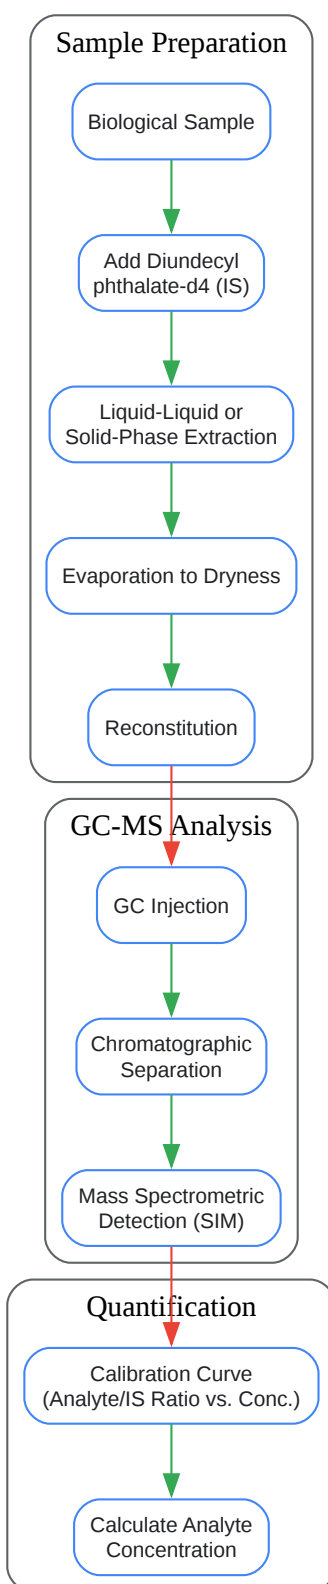 Sample Preparation
Biological Sample
Add Diundecyl
phthalate-d4 (IS)
Liquid-Liquid or
Solid-Phase Extraction
Evaporation to Dryness
Reconstitution
GC-MS Analysis
GC Injection
Chromatographic
Separation
Mass Spectrometric
Detection (SIM)
Quantification
Calibration Curve
(Analyte/IS Ratio vs. Conc.)
Calculate Analyte
Concentration